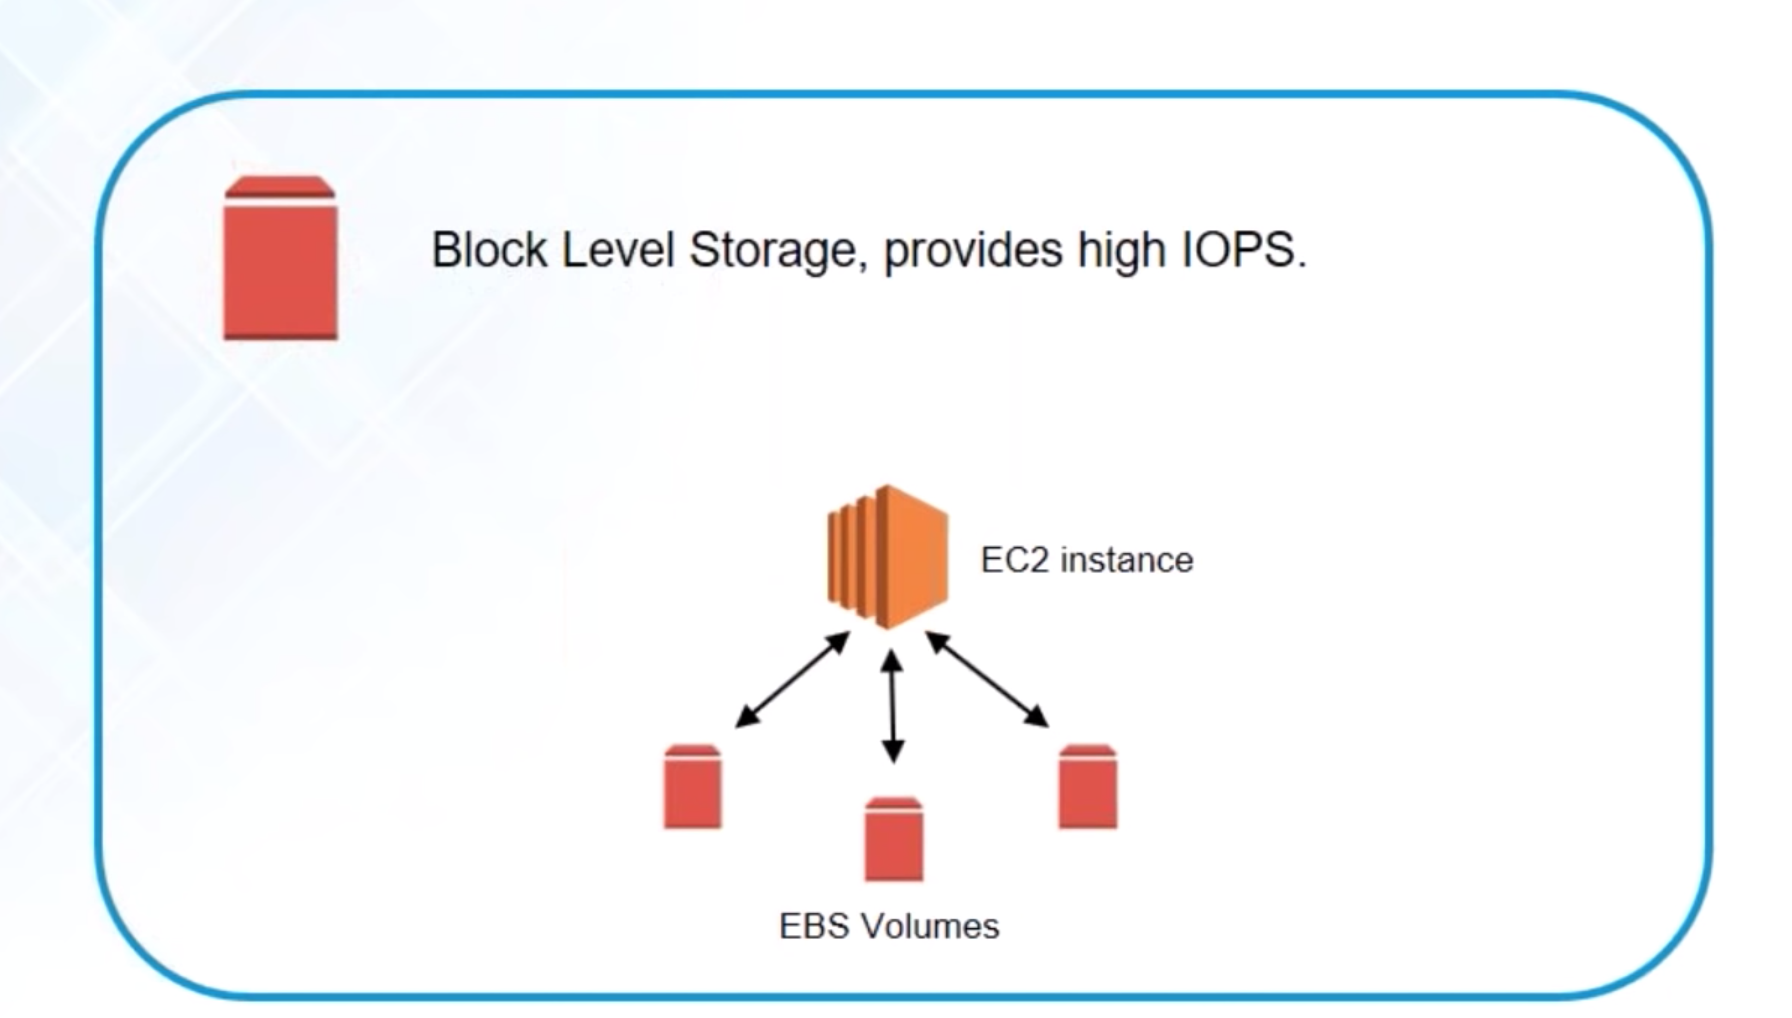 Block Level Storage, provides high IOPS.
EC2 instance
EBS Volumes